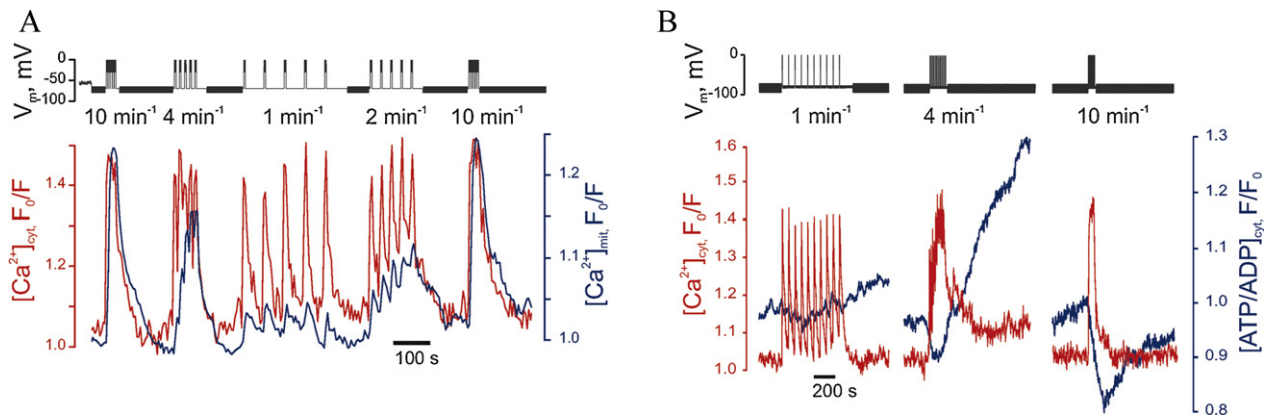 A
B
V_m, mV
0
-50
-100
10 min⁻¹
4 min⁻¹
1 min⁻¹
2 min⁻¹
10 min⁻¹
[Ca²⁺]cyt, F₀/F
1.4
1.2
1.0
[Ca²⁺]mit, F₀/F
1.2
1.1
1.0
100 s
V_m, mV
0
-100
1 min⁻¹
4 min⁻¹
10 min⁻¹
[Ca²⁺]cyt, F₀/F
1.6
1.5
1.4
1.3
1.2
1.1
1.0
[ATP/ADP]cyt, F/F₀
1.3
1.2
1.1
1.0
0.9
0.8
200 s